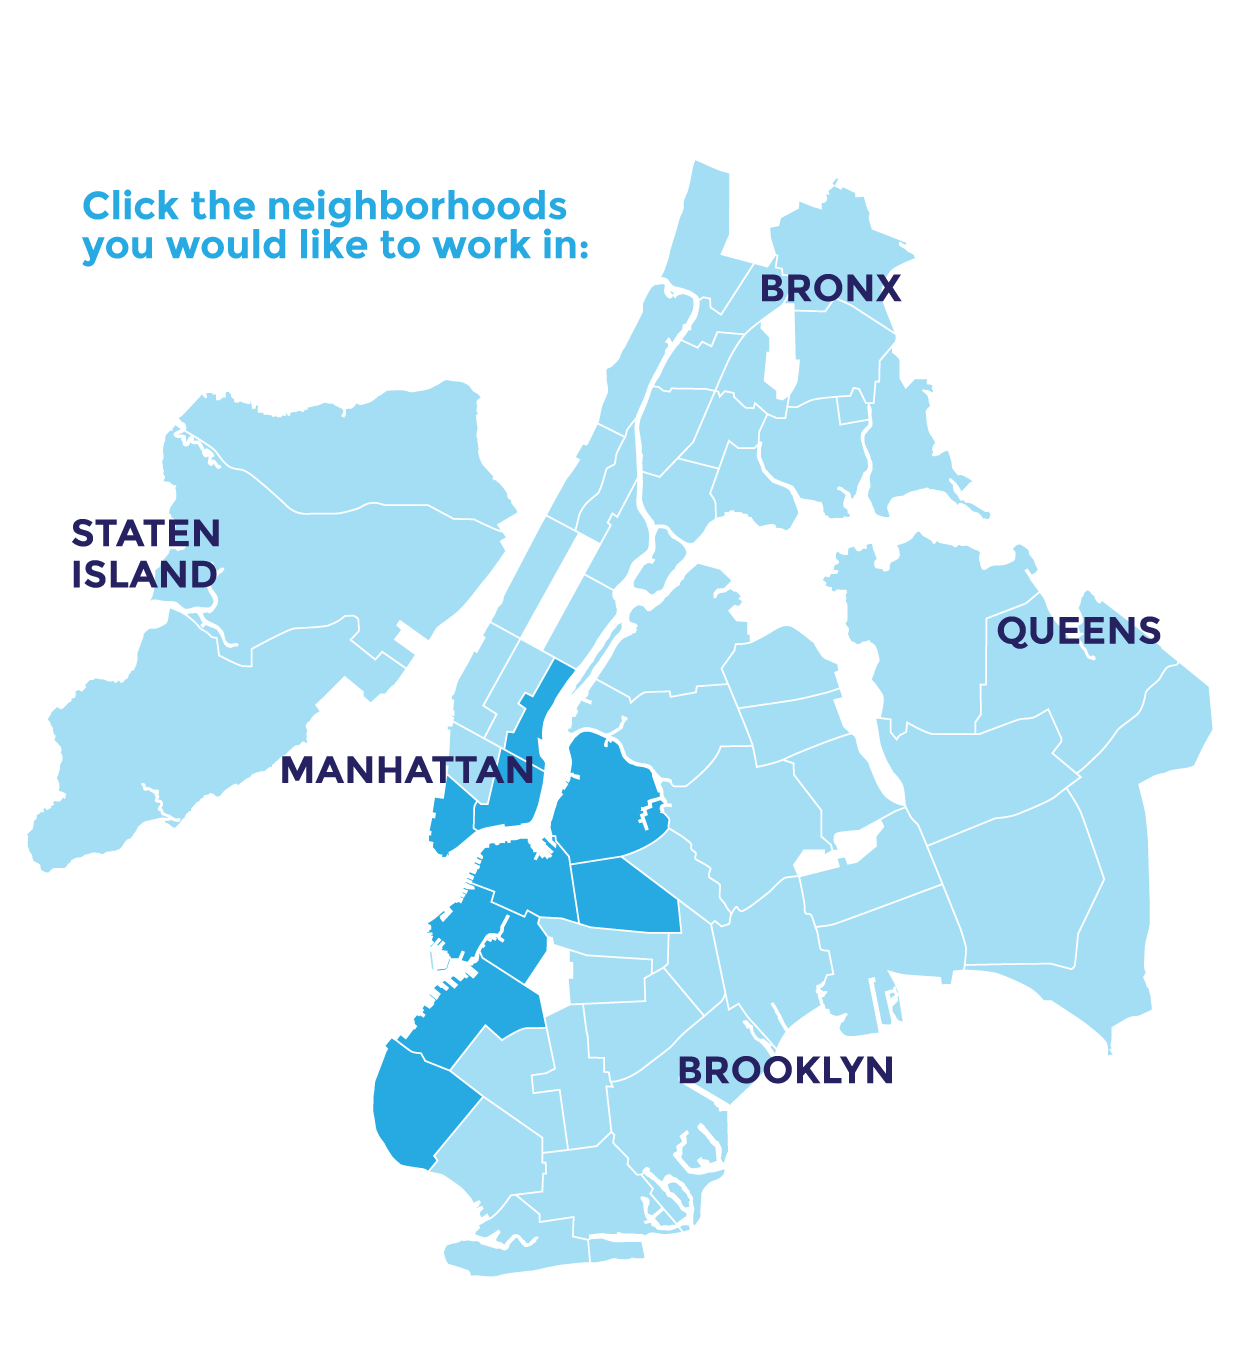 Click the neighborhoods
you would like to work in:
BRONX
STATEN
ISLAND
QUEENS
MANHATTAN
BROOKLYN